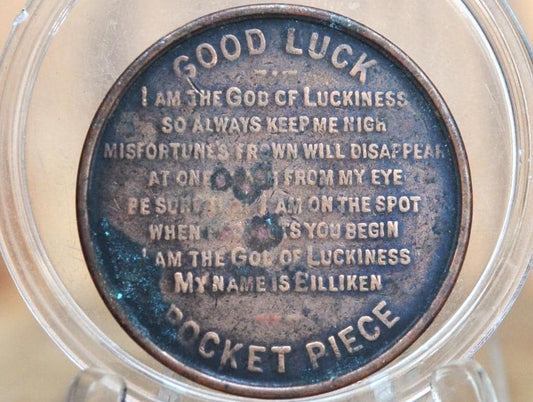 GOOD LUCK
I AM THE GOD OF LUCKINESS
SO ALWAYS KEEP ME NIGH
MISFORTUNES FROWN WILL DISAPPEAR
AT ONE FROM MY EYE
BE SURE I AM ON THE SPOT
WHEN YOU BEGIN
I AM THE GOD OF LUCKINESS
MY NAME IS BILLIKEN
POCKET PIECE